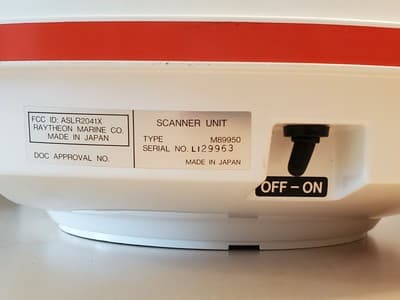 FCC ID: ASLR2041X
RAYTHEON MARINE CO.
MADE IN JAPAN
DOC APPROVAL NO.
SCANNER UNIT
TYPE M89950
SERIAL NO. LI29963
MADE IN JAPAN
OFF-ON